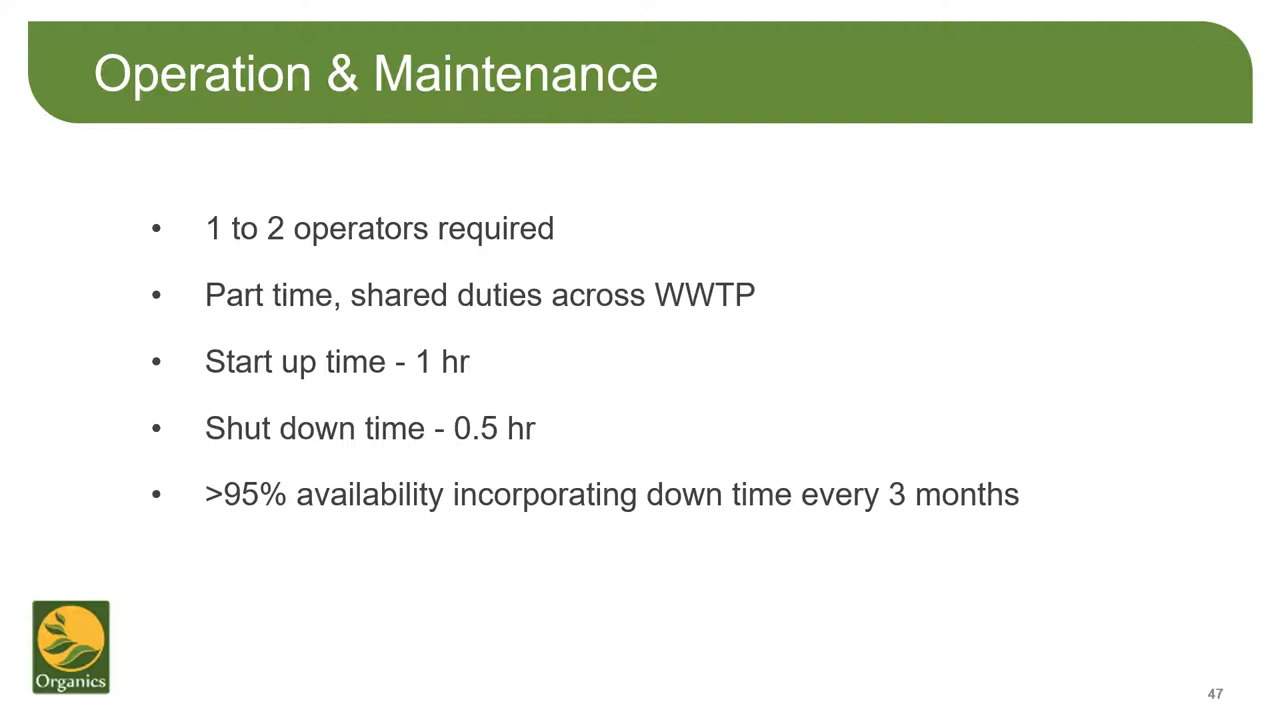 Operation & Maintenance
• 1 to 2 operators required
• Part time, shared duties across WWTP
• Start up time - 1 hr
• Shut down time - 0.5 hr
• >95% availability incorporating down time every 3 months
Organics
47